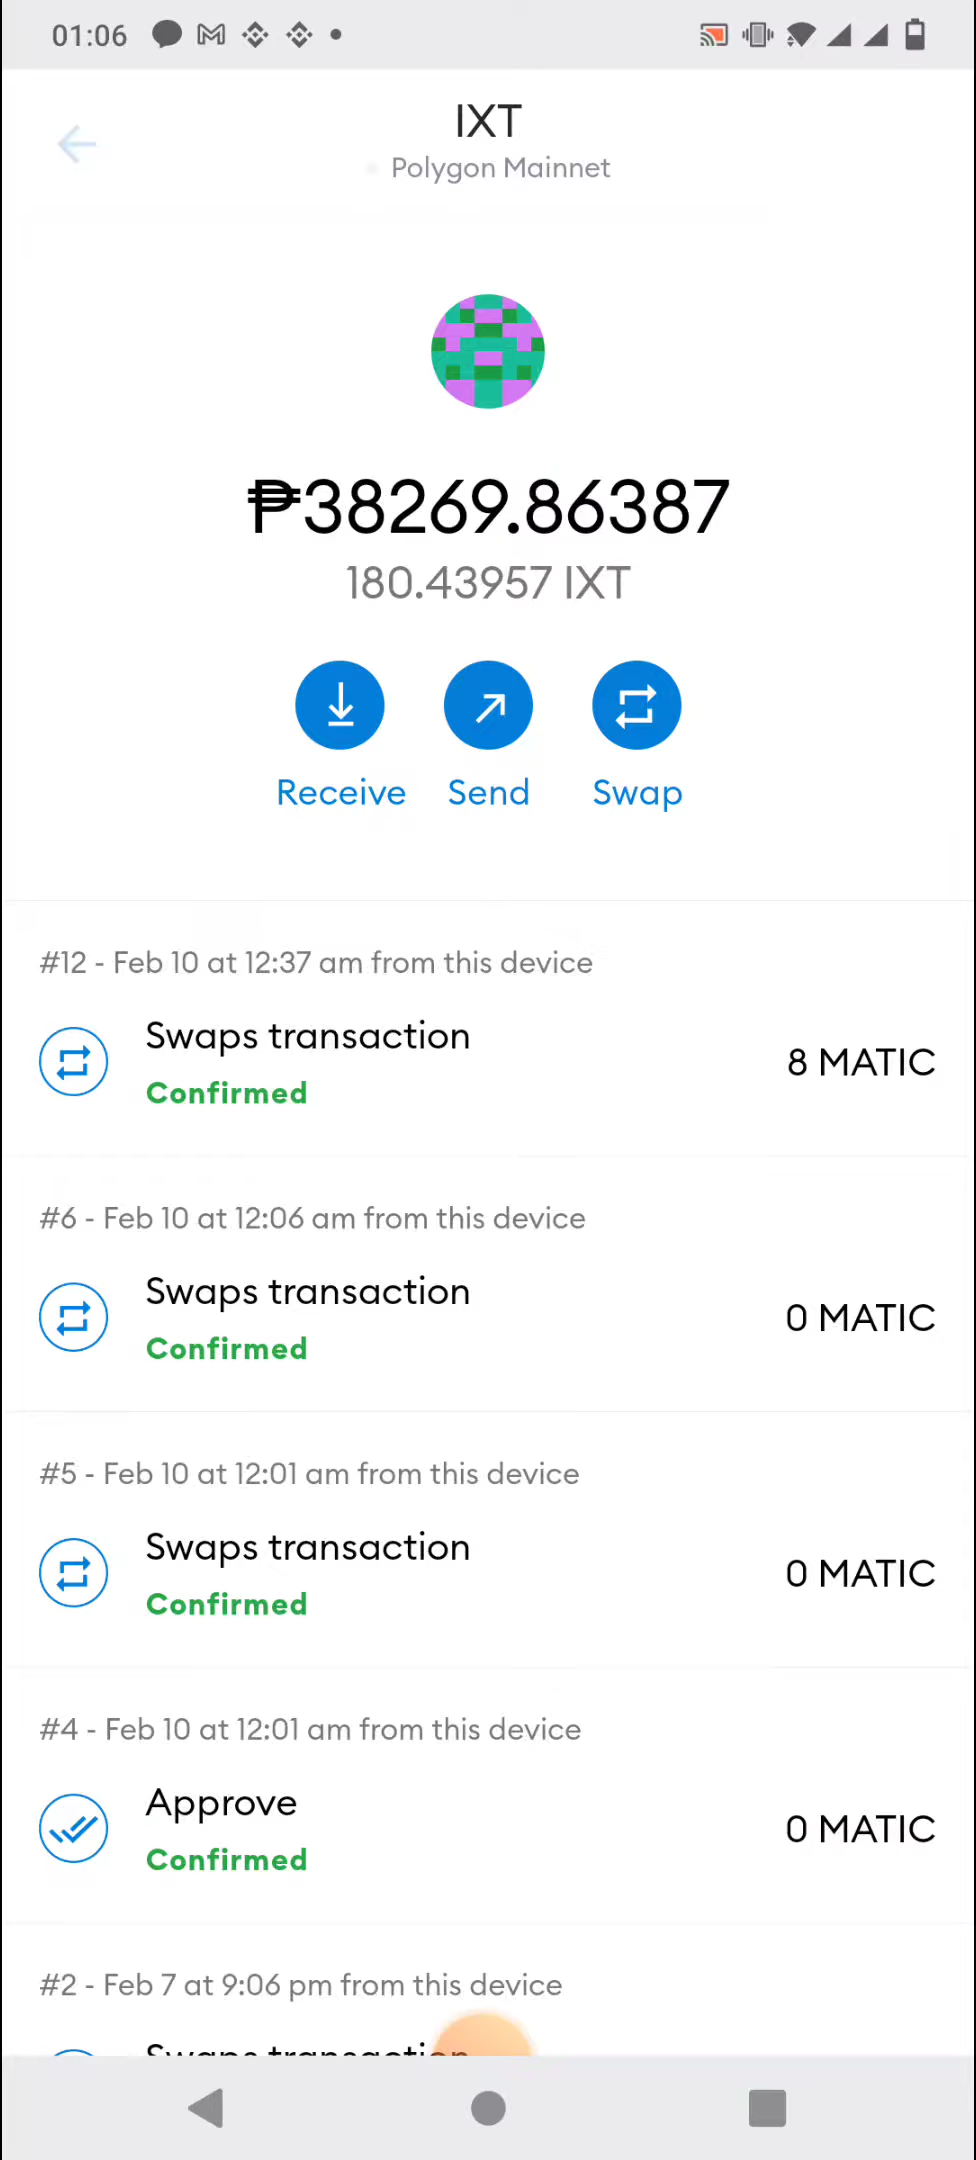 01:06
IXT
Polygon Mainnet
₱38269.86387
180.43957 IXT
Receive Send Swap
#12 - Feb 10 at 12:37 am from this device
Swaps transaction
8 MATIC
Confirmed
#6 - Feb 10 at 12:06 am from this device
Swaps transaction
0 MATIC
Confirmed
#5 - Feb 10 at 12:01 am from this device
Swaps transaction
0 MATIC
Confirmed
#4 - Feb 10 at 12:01 am from this device
Approve
0 MATIC
Confirmed
#2 - Feb 7 at 9:06 pm from this device
Swaps transaction